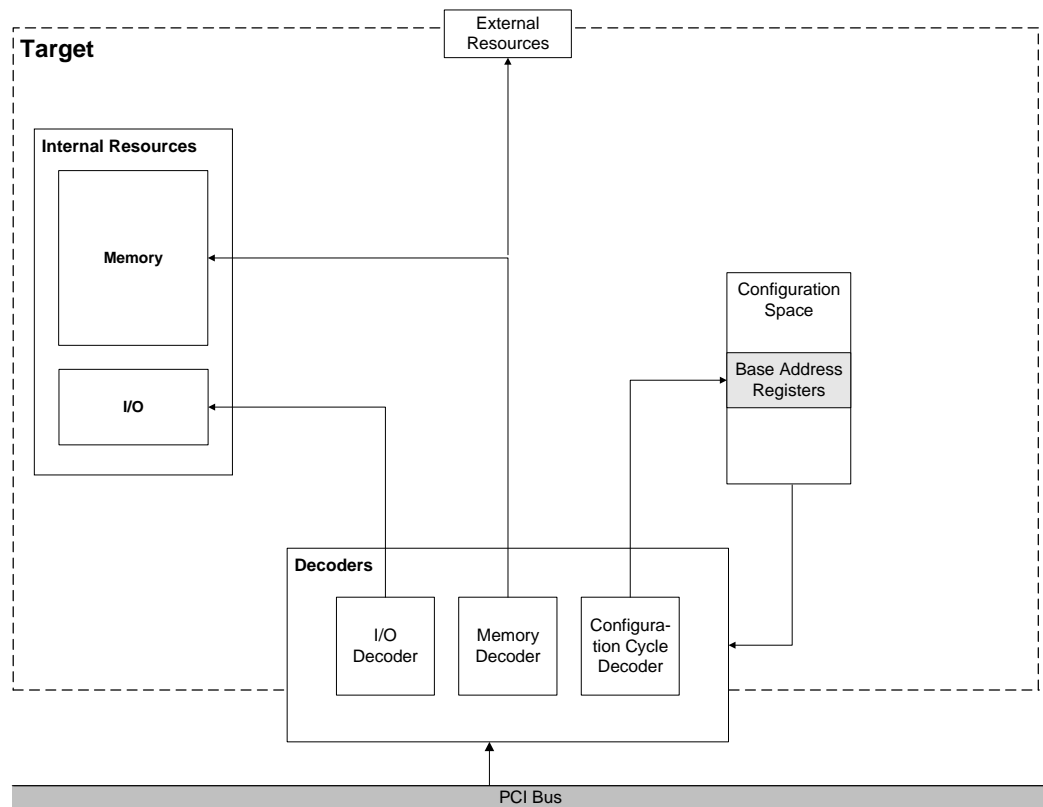 External
Resources
Target
Internal Resources
Memory
I/O
Configuration
Space
Base Address
Registers
Decoders
I/O
Decoder
Memory
Decoder
Configura-
tion Cycle
Decoder
PCI Bus